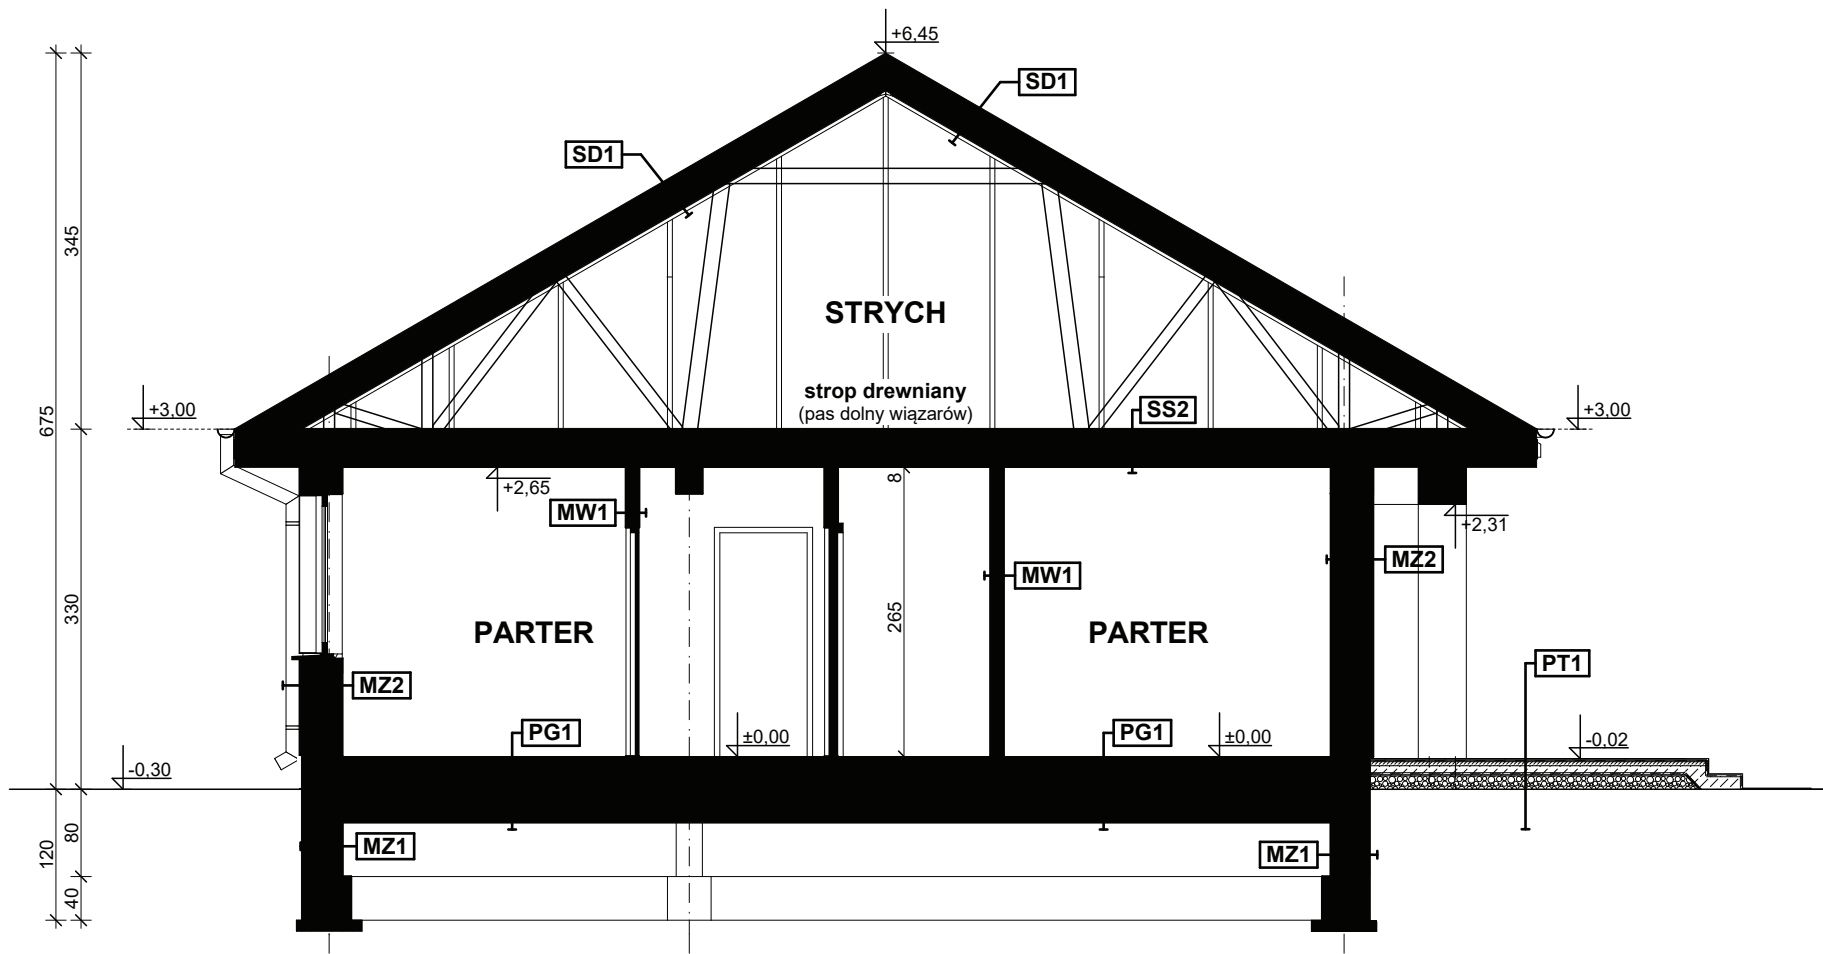 +6,45
SD1
SD1
345
STRYCH
strop drewniany
(pas dolny wiązarów)
SS2
+3,00
+3,00
675
+2,65
8
MW1
+2,31
MZ2
MW1
330
265
PARTER
PARTER
PT1
MZ2
PG1
±0,00
PG1
±0,00
-0,02
-0,30
80
MZ1
MZ1
120
40